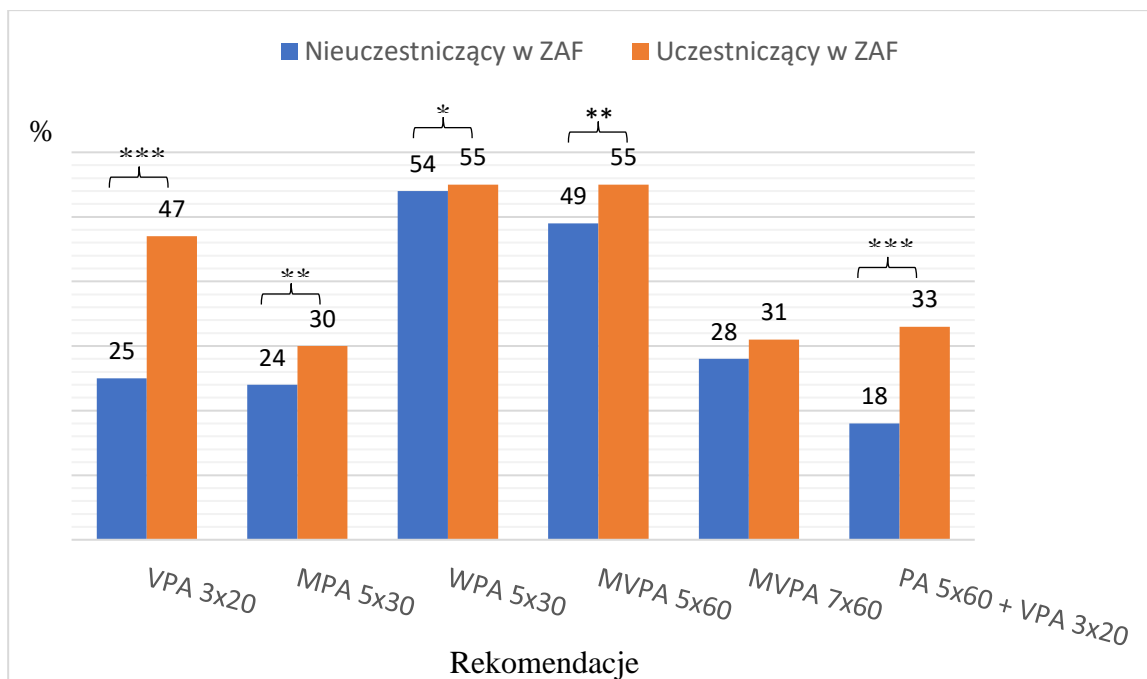 Nieuczestniczący w ZAF Uczestniczący w ZAF
%
*** ** * ** ***
25 47 24 30 54 55 49 55 28 31 18 33
VPA 3x20 MPA 5x30 WPA 5x30 MVPA 5x60 MVPA 7x60 PA 5x60 + VPA 3x20
Rekomendacje